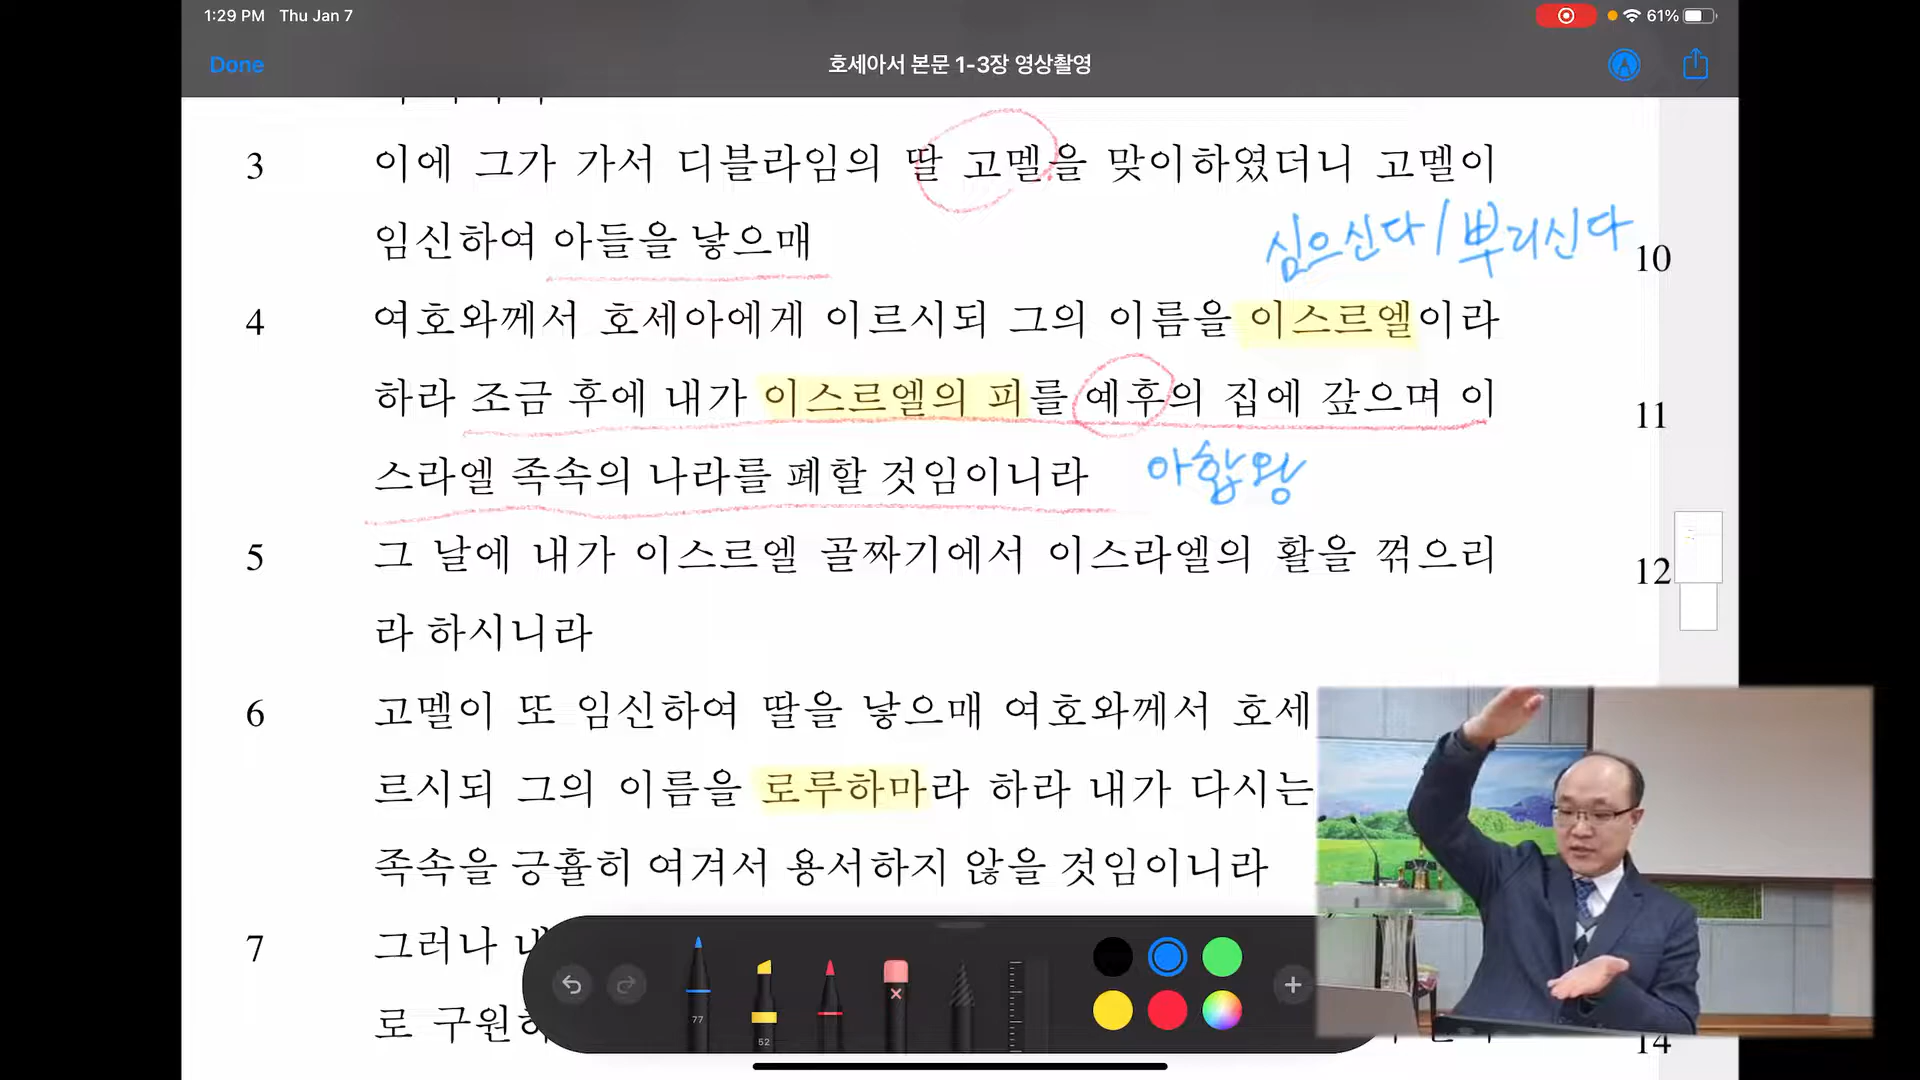 1:29 PM Thu Jan 7
61%
Done
호세아서 본문 1-3장 영상촬영
3 이에 그가 가서 디블라임의 딸 고멜을 맞이하였더니 고멜이
임신하여 아들을 낳으매
심으신다/뿌리신다
10
4 여호와께서 호세아에게 이르시되 그의 이름을 이스르엘이라
하라 조금 후에 내가 이스르엘의 피를 예후의 집에 갚으며 이
11
스라엘 족속의 나라를 폐할 것임이니라
아합왕
5 그 날에 내가 이스르엘 골짜기에서 이스라엘의 활을 꺾으리
12
라 하시니라
6 고멜이 또 임신하여 딸을 낳으매 여호와께서 호세
르시되 그의 이름을 로루하마라 하라 내가 다시는
족속을 긍휼히 여겨서 용서하지 않을 것임이니라
7 그러나
로 구원
77
52
14